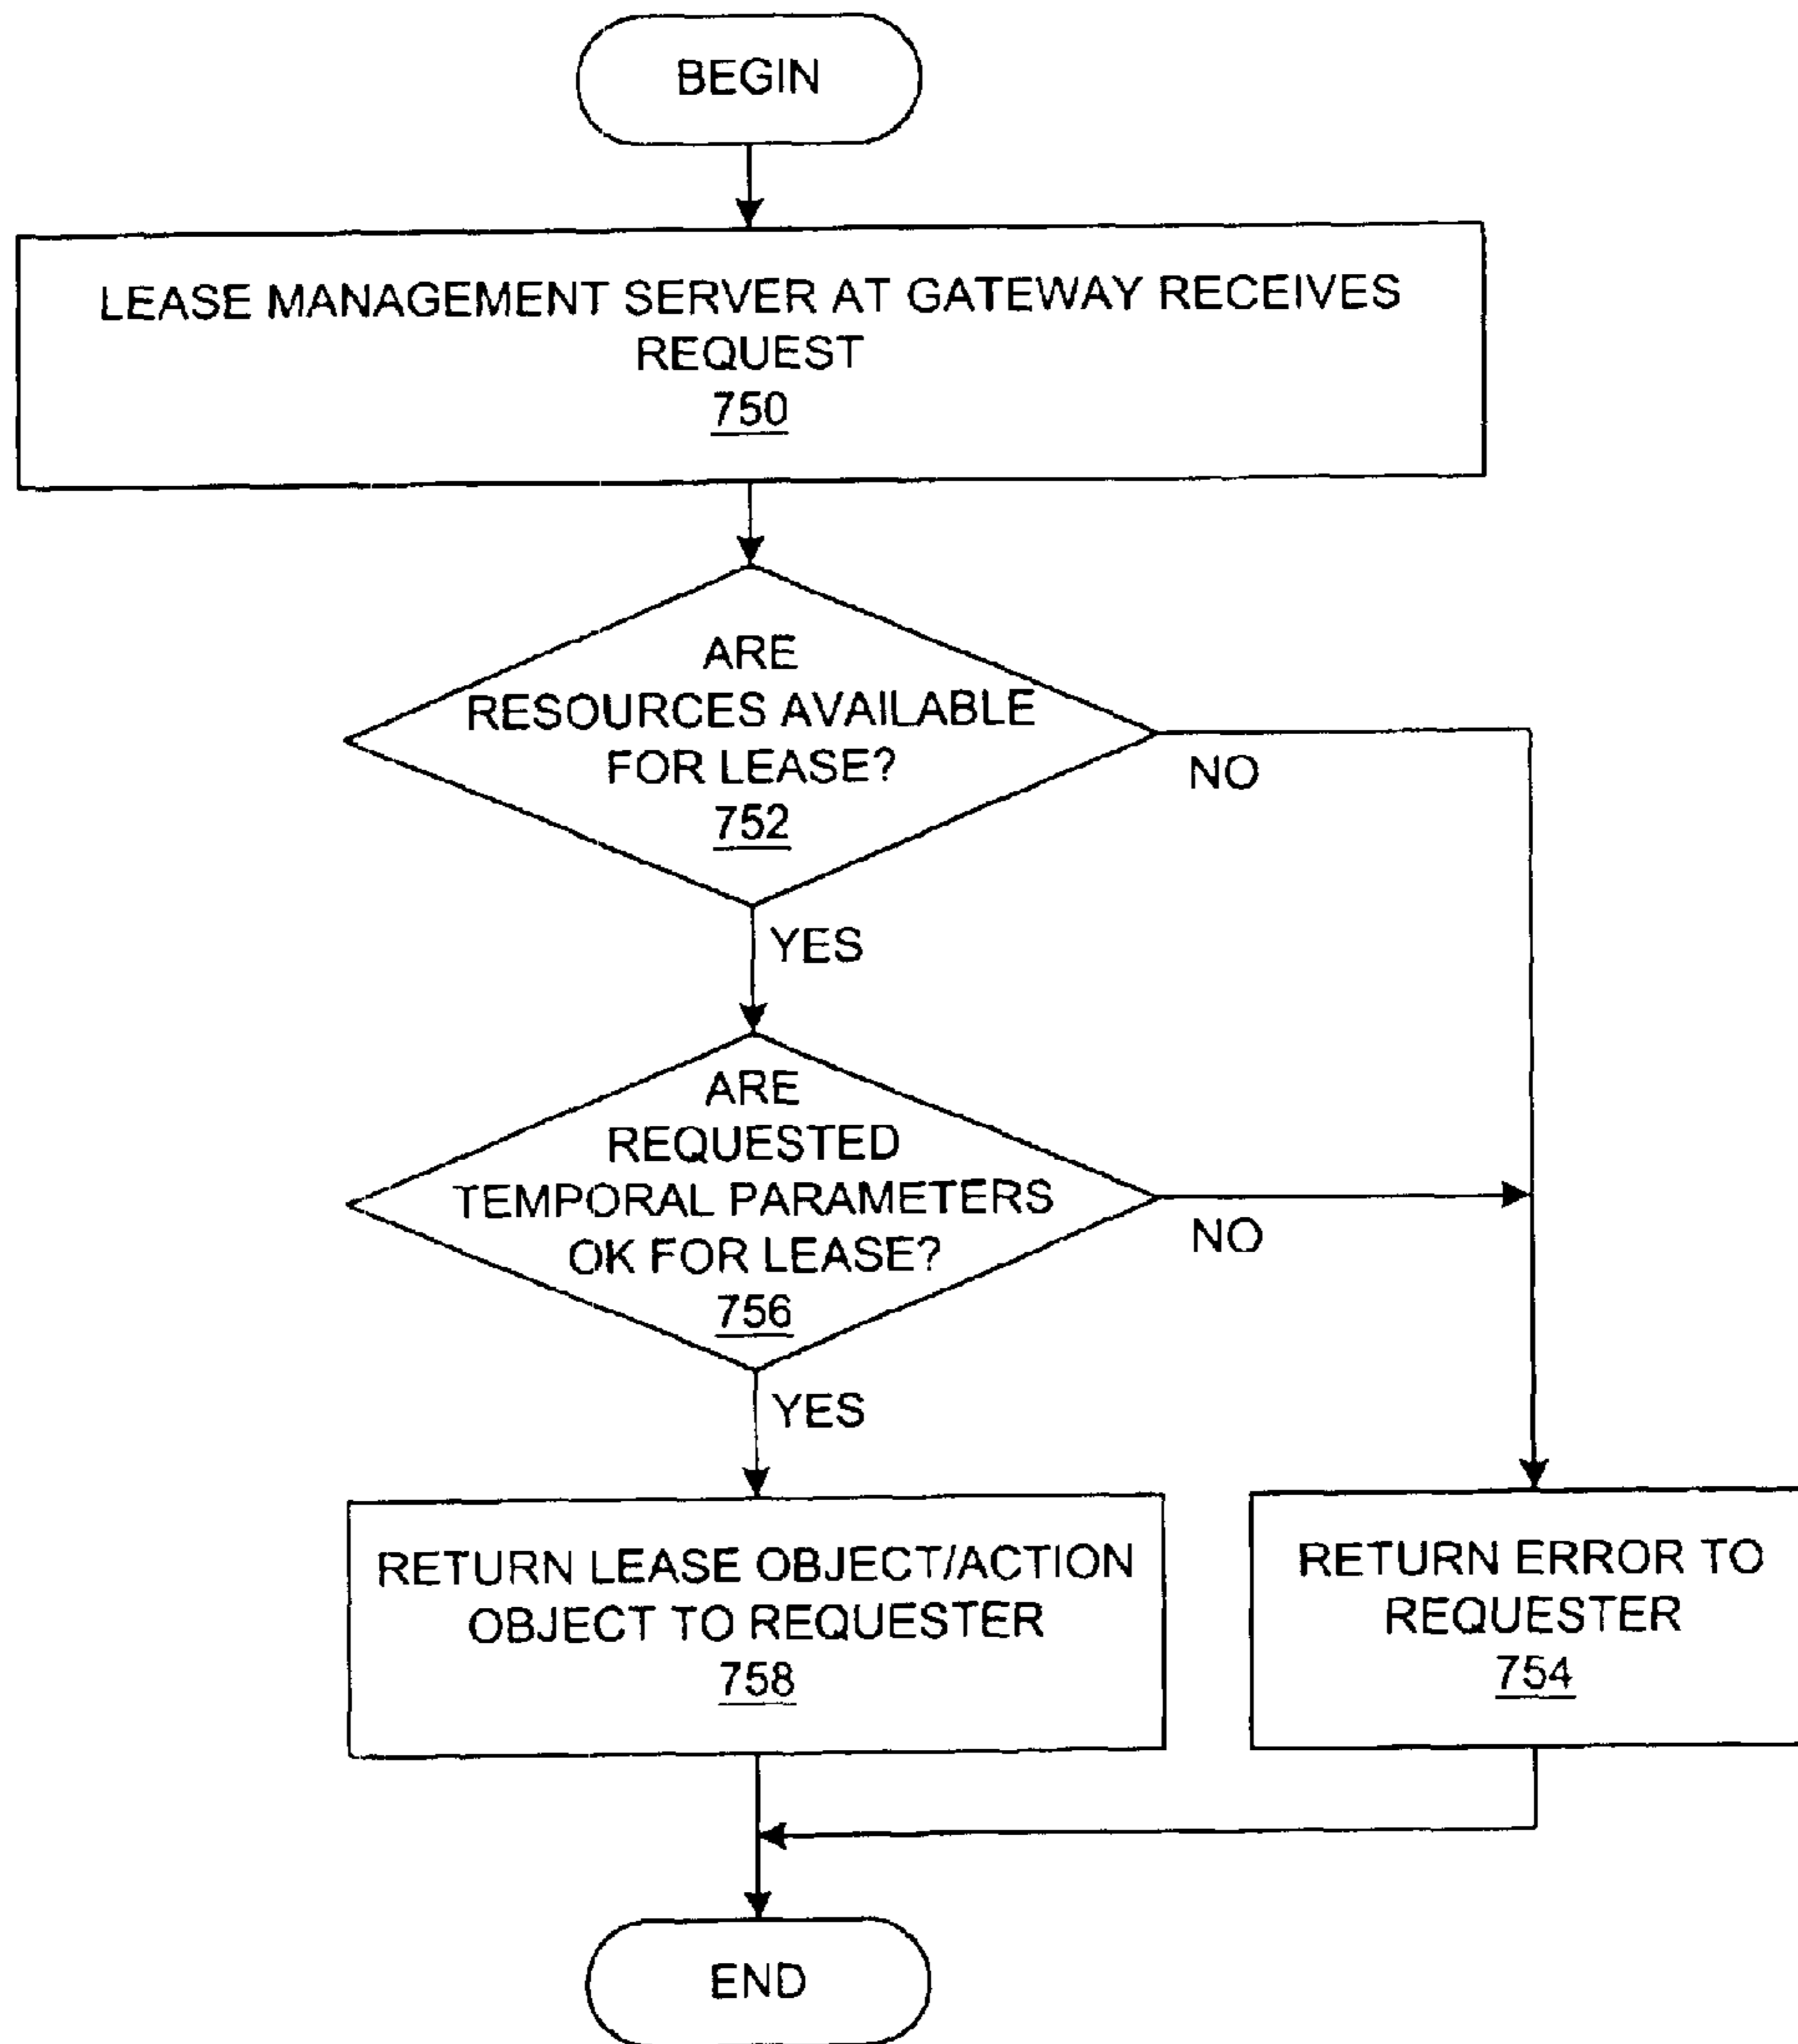 BEGIN
LEASE MANAGEMENT SERVER AT GATEWAY RECEIVES
REQUEST
750
ARE
RESOURCES AVAILABLE
FOR LEASE?
752
NO
YES
ARE
REQUESTED
TEMPORAL PARAMETERS
OK FOR LEASE?
756
NO
YES
RETURN LEASE OBJECT/ACTION
OBJECT TO REQUESTER
758
RETURN ERROR TO
REQUESTER
754
END